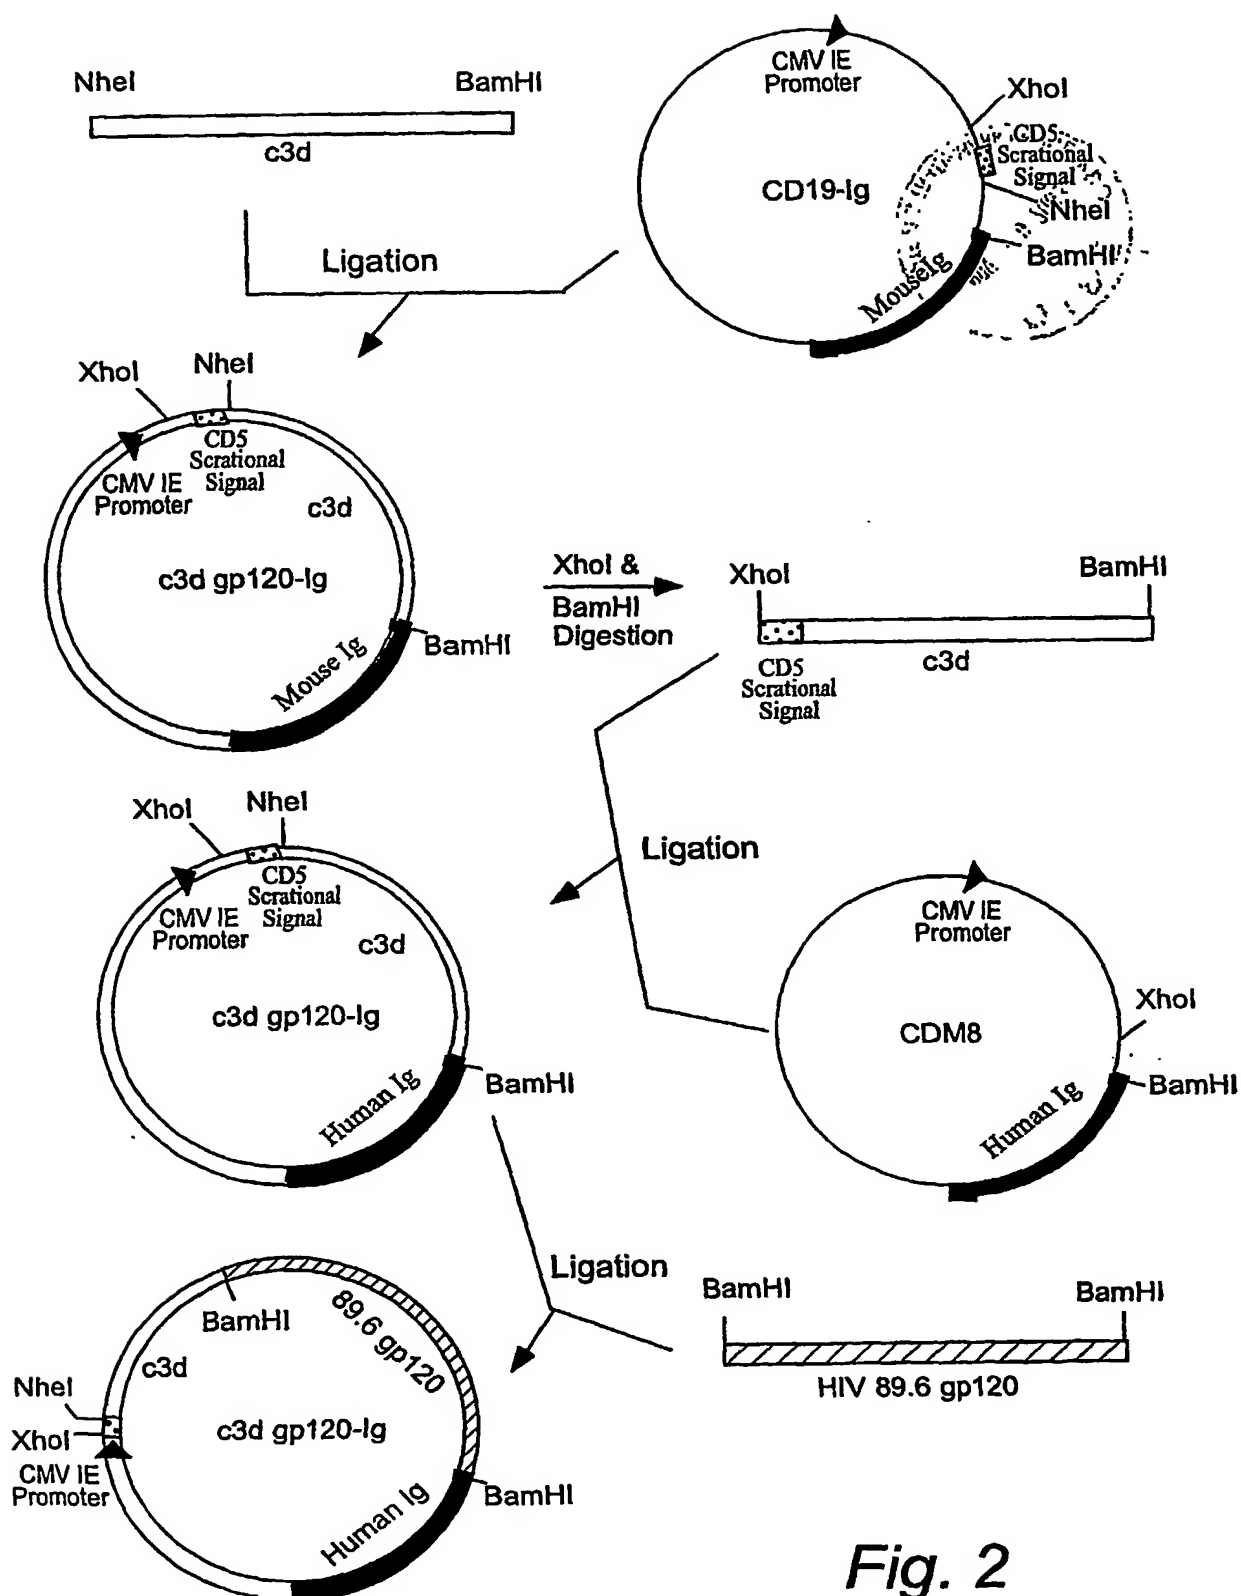 NheI
BamHI
c3d
CMV IE
Promoter
XhoI
CD5
Scrational
Signal
CD19-Ig
NheI
BamHI
MouseIg
Ligation
XhoI
NheI
CD5
Scrational
Signal
CMV IE
Promoter
c3d
c3d gp120-Ig
BamHI
Mouse Ig
XhoI &
BamHI
Digestion
XhoI
BamHI
CD5
Scrational
Signal
c3d
XhoI
NheI
CD5
Scrational
Signal
CMV IE
Promoter
c3d
c3d gp120-Ig
BamHI
Human Ig
Ligation
CMV IE
Promoter
CDM8
XhoI
BamHI
Human Ig
Ligation
BamHI
BamHI
HIV 89.6 gp120
BamHI
89.6 gp120
c3d
NheI
XhoI
CMV IE
Promoter
c3d gp120-Ig
BamHI
Human Ig
Fig. 2